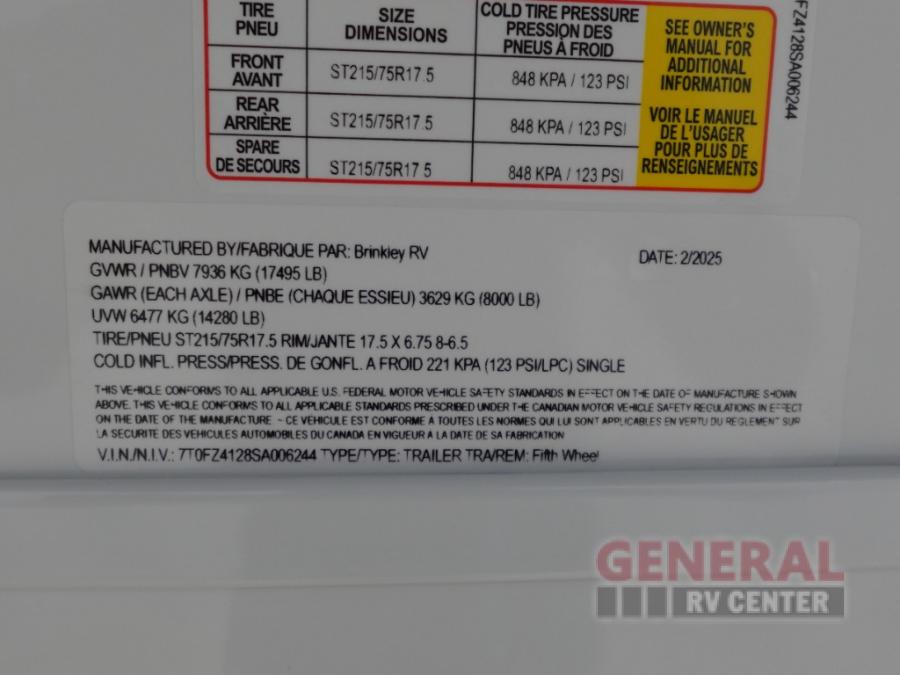 TIRE PNEU SIZE DIMENSIONS COLD TIRE PRESSURE PRESSION DES PNEUS À FROID
FRONT AVANT ST215/75R17.5 848 KPA / 123 PSI
REAR ARRIÈRE ST215/75R17.5 848 KPA / 123 PSI
SPARE DE SECOURS ST215/75R17.5 848 KPA / 123 PSI
SEE OWNER'S
MANUAL FOR
ADDITIONAL
INFORMATION
VOIR LE MANUEL
DE L'USAGER
POUR PLUS DE
RENSEIGNEMENTS
FZ4128SA006244
MANUFACTURED BY/FABRIQUE PAR: Brinkley RV DATE: 2/2025
GVWR / PNBV 7936 KG (17495 LB)
GAWR (EACH AXLE) / PNBE (CHAQUE ESSIEU) 3629 KG (8000 LB)
UVW 6477 KG (14280 LB)
TIRE/PNEU ST215/75R17.5 RIM/JANTE 17.5 X 6.75 8-6.5
COLD INFL. PRESS/PRESS. DE GONFL. A FROID 221 KPA (123 PSI/LPC) SINGLE
THIS VEHICLE CONFORMS TO ALL APPLICABLE U.S. FEDERAL MOTOR VEHICLE SAFETY STANDARDS IN EFFECT ON THE DATE OF MANUFACTURE SHOWN
ABOVE. THIS VEHICLE CONFORMS TO ALL APPLICABLE STANDARDS PRESCRIBED UNDER THE CANADIAN MOTOR VEHICLE SAFETY REGULATIONS IN EFFECT
ON THE DATE OF THE MANUFACTURE. - CE VEHICULE EST CONFORME A TOUTES LES NORMES QUI LUI SONT APPLICABLES EN VERTU DU REGLEMENT SUR
LA SECURITE DES VEHICULES AUTOMOBILES DU CANADA EN VIGUEUR A LA DATE DE SA FABRICATION
V.I.N./N.I.V.: 7T0FZ4128SA006244 TYPE/TYPE: TRAILER TRA/REM: Fifth Wheel
GENERAL
RV CENTER